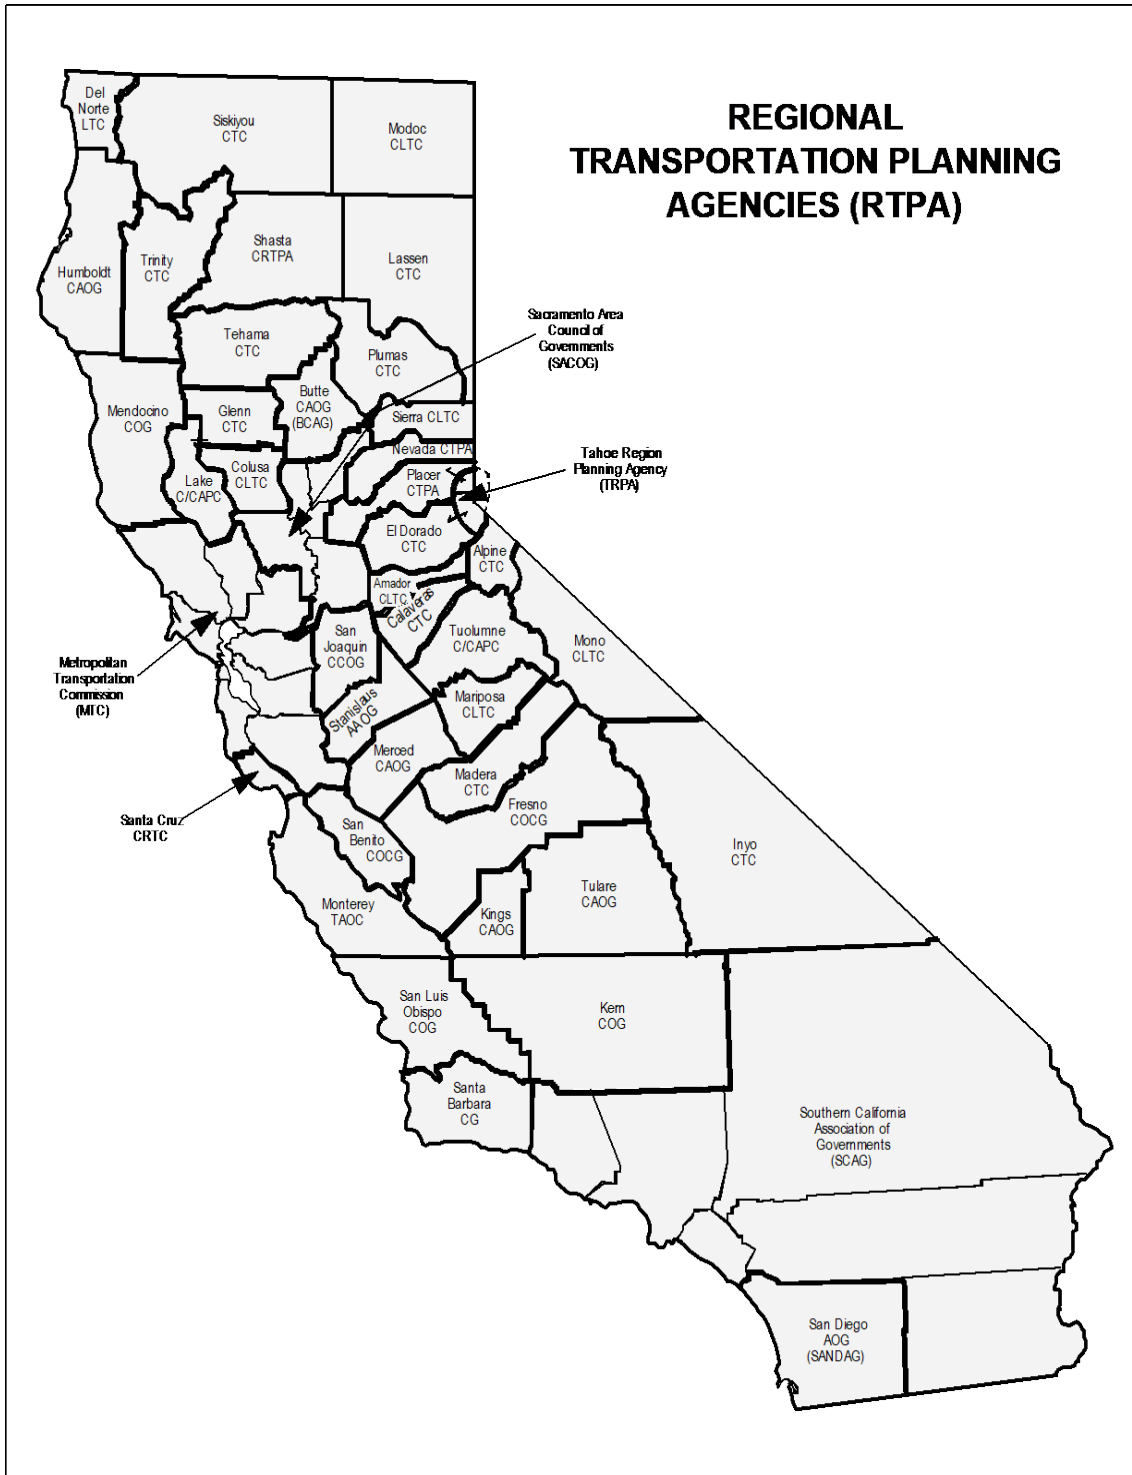 REGIONAL
TRANSPORTATION PLANNING
AGENCIES (RTPA)
Del
Norte
LTC
Siskiyou
CTC
Modoc
CLTC
Shasta
CRTPA
Lassen
CTC
Trinity
CTC
Humboldt
CAOG
Sacramento Area
Council of
Governments
(SACOG)
Tehama
CTC
Plumas
CTC
Butte
CAOG
(BCAG)
Mendocino
COG
Glenn
CTC
Sierra CLTC
Nevada CTPA
Tahoe Region
Planning Agency
(TRPA)
Colusa
CLTC
Lake
C/CAPC
Placer
CTPA
El Dorado
CTC
Alpine
CTC
Amador
CLTC
Calaveras
CTC
San
Joaquin
CCOG
Tuolumne
C/CAPC
Mono
CLTC
Metropolitan
Transportation
Commission
(MTC)
Stanislaus
AAOG
Mariposa
CLTC
Merced
CAOG
Madera
CTC
Fresno
COCG
Santa Cruz
CRTC
San
Benito
COCG
Inyo
CTC
Monterey
TAOC
Kings
CAOG
Tulare
CAOG
San Luis
Obispo
COG
Kern
COG
Santa
Barbara
CG
Southern California
Association of
Governments
(SCAG)
San Diego
AOG
(SANDAG)